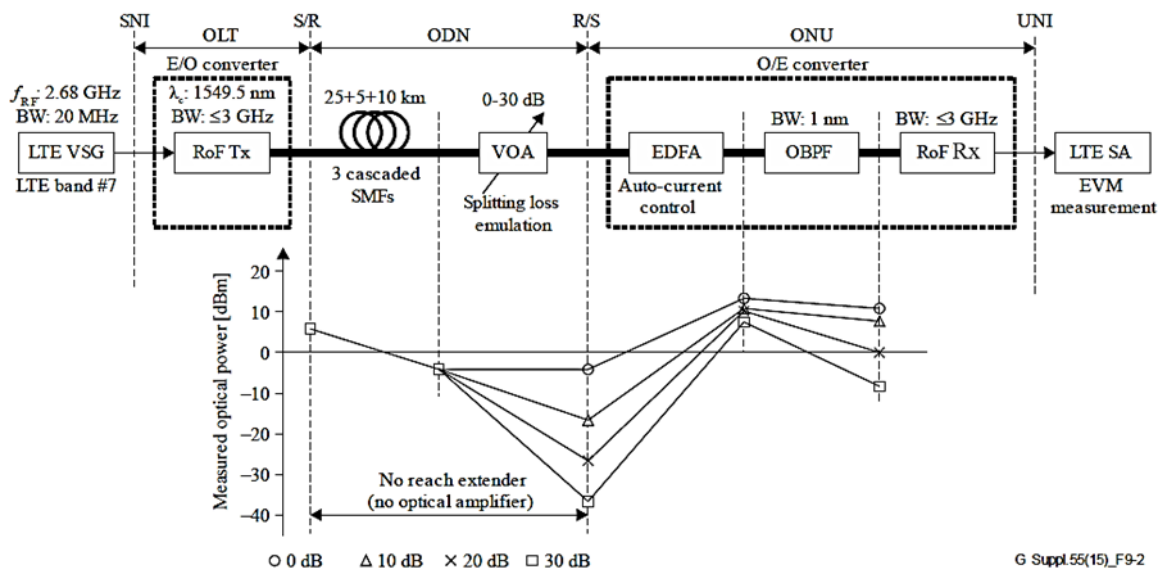 SNI S/R R/S UNI
OLT ODN ONU
E/O converter O/E converter
f_RF: 2.68 GHz
BW: 20 MHz
λc: 1549.5 nm
BW: ≤3 GHz
25+5+10 km
0-30 dB
BW: 1 nm
BW: ≤3 GHz
LTE VSG
RoF Tx
VOA
EDFA
OBPF
RoF Rx
LTE SA
LTE band #7
3 cascaded
SMFs
Splitting loss
emulation
Auto-current
control
EVM
measurement
Measured optical power [dBm]
20
10
0
–10
–20
–30
–40
No reach extender
(no optical amplifier)
0 dB 10 dB 20 dB 30 dB
G Suppl.55(15)_F9-2